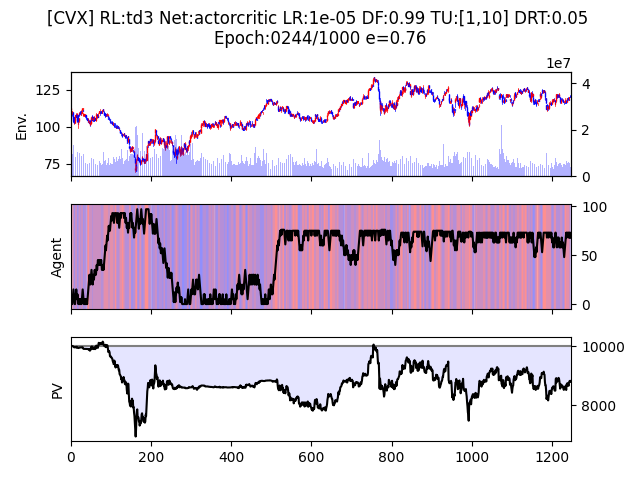 [CVX] RL:td3 Net:actorcritic LR:1e-05 DF:0.99 TU:[1,10] DRT:0.05
Epoch:0244/1000 e=0.76
1e7
Env.
125
100
75
4
2
0
Agent
100
50
0
PV
10000
8000
0 200 400 600 800 1000 1200